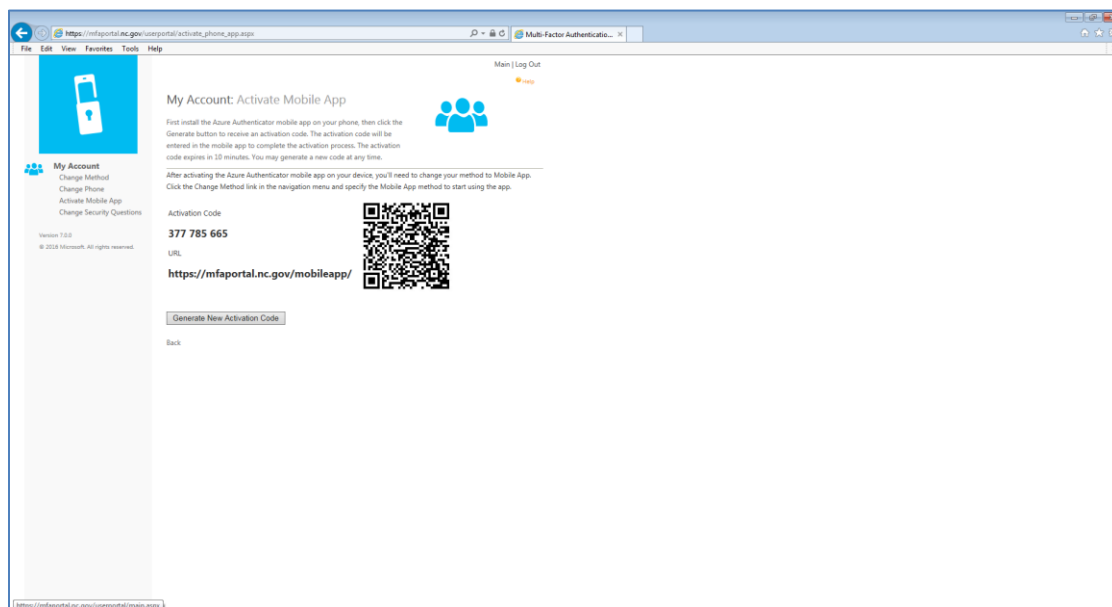 https://mfaportal.nc.gov/userportal/activate_phone_app.aspx
Multi-Factor Authenticatio...
File Edit View Favorites Tools Help
Main | Log Out
Help
My Account: Activate Mobile App
First install the Azure Authenticator mobile app on your phone, then click the
Generate button to receive an activation code. The activation code will be
entered in the mobile app to complete the activation process. The activation
code expires in 10 minutes. You may generate a new code at any time.
After activating the Azure Authenticator mobile app on your device, you'll need to change your method to Mobile App.
Click the Change Method link in the navigation menu and specify the Mobile App method to start using the app.
My Account
Change Method
Change Phone
Activate Mobile App
Change Security Questions
Version 7.0.0
© 2016 Microsoft. All rights reserved.
Activation Code
377 785 665
URL
https://mfaportal.nc.gov/mobileapp/
Generate New Activation Code
Back
https://mfaportal.nc.gov/userportal/main.aspx